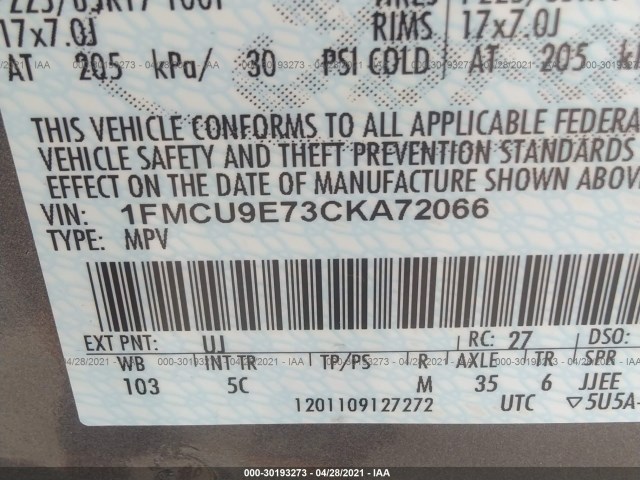 17x7.0J RIMS 17x7.0J
AT 205 kPa/ 30 PSI COLD AT 205
THIS VEHICLE CONFORMS TO ALL APPLICABLE FEDERA
VEHICLE SAFETY AND THEFT PREVENTION STANDARDS
EFFECT ON THE DATE OF MANUFACTURE SHOWN ABOV
VIN: 1FMCU9E73CKA72066
TYPE: MPV
EXT PNT: UJ RC: 27 DSO:
WB INT TR TP/PS R AXLE TR SPR
103 5C M 35 6 JJEE
1201109127272 UTC ▽5U5A-
000-30193273 - 04/28/2021 - IAA